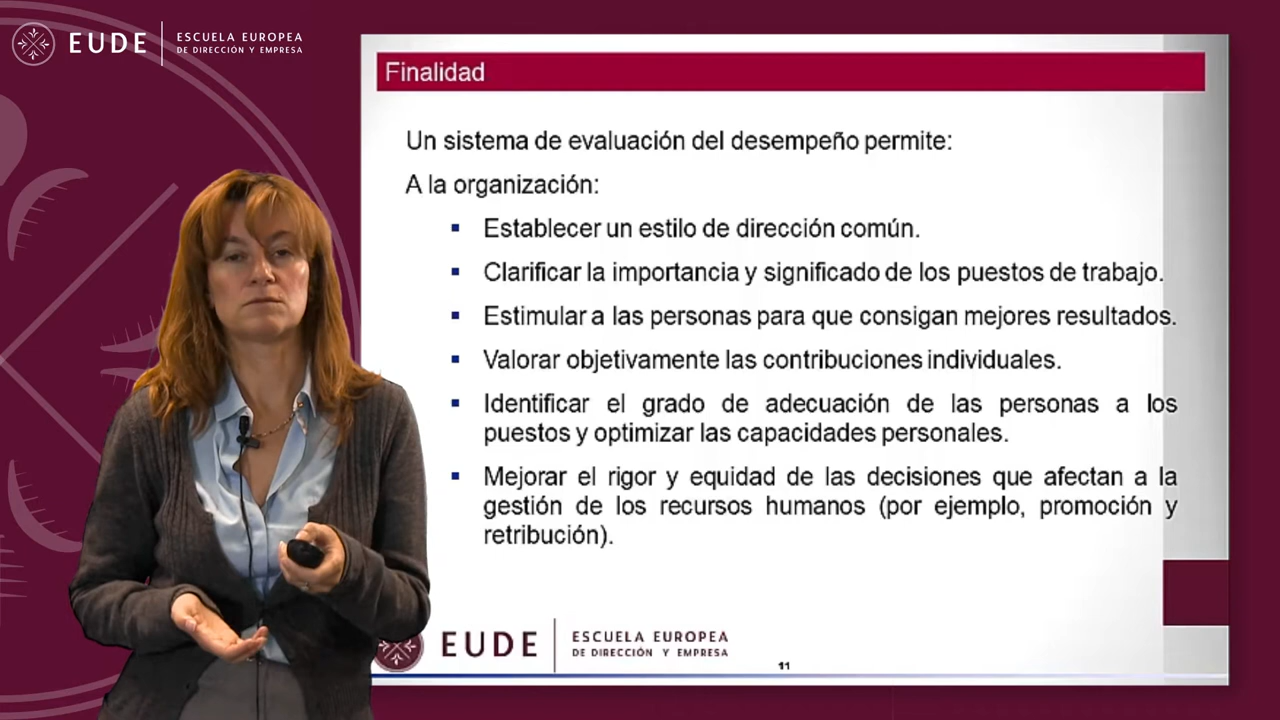 EUDE
ESCUELA EUROPEA
DE DIRECCIÓN Y EMPRESA
Finalidad
Un sistema de evaluación del desempeño permite:
A la organización:
▪ Establecer un estilo de dirección común.
▪ Clarificar la importancia y significado de los puestos de trabajo.
▪ Estimular a las personas para que consigan mejores resultados.
▪ Valorar objetivamente las contribuciones individuales.
▪ Identificar el grado de adecuación de las personas a los
puestos y optimizar las capacidades personales.
▪ Mejorar el rigor y equidad de las decisiones que afectan a la
gestión de los recursos humanos (por ejemplo, promoción y
retribución).
EUDE
ESCUELA EUROPEA
DE DIRECCIÓN Y EMPRESA
11